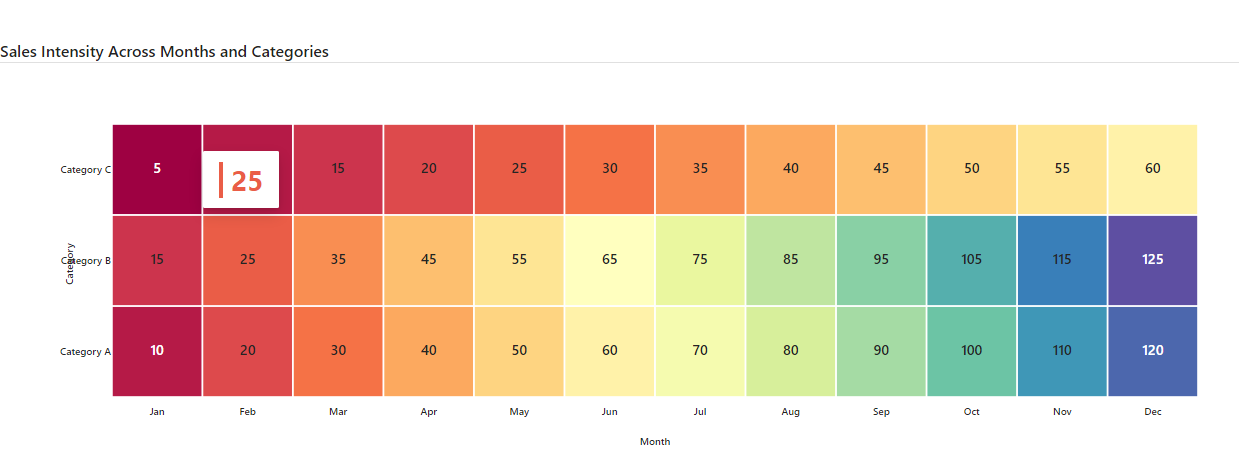 Sales Intensity Across Months and Categories
Category C 5 15 20 25 30 35 40 45 50 55 60
25
Category
Category B 15 25 35 45 55 65 75 85 95 105 115 125
Category A 10 20 30 40 50 60 70 80 90 100 110 120
Jan Feb Mar Apr May Jun Jul Aug Sep Oct Nov Dec
Month